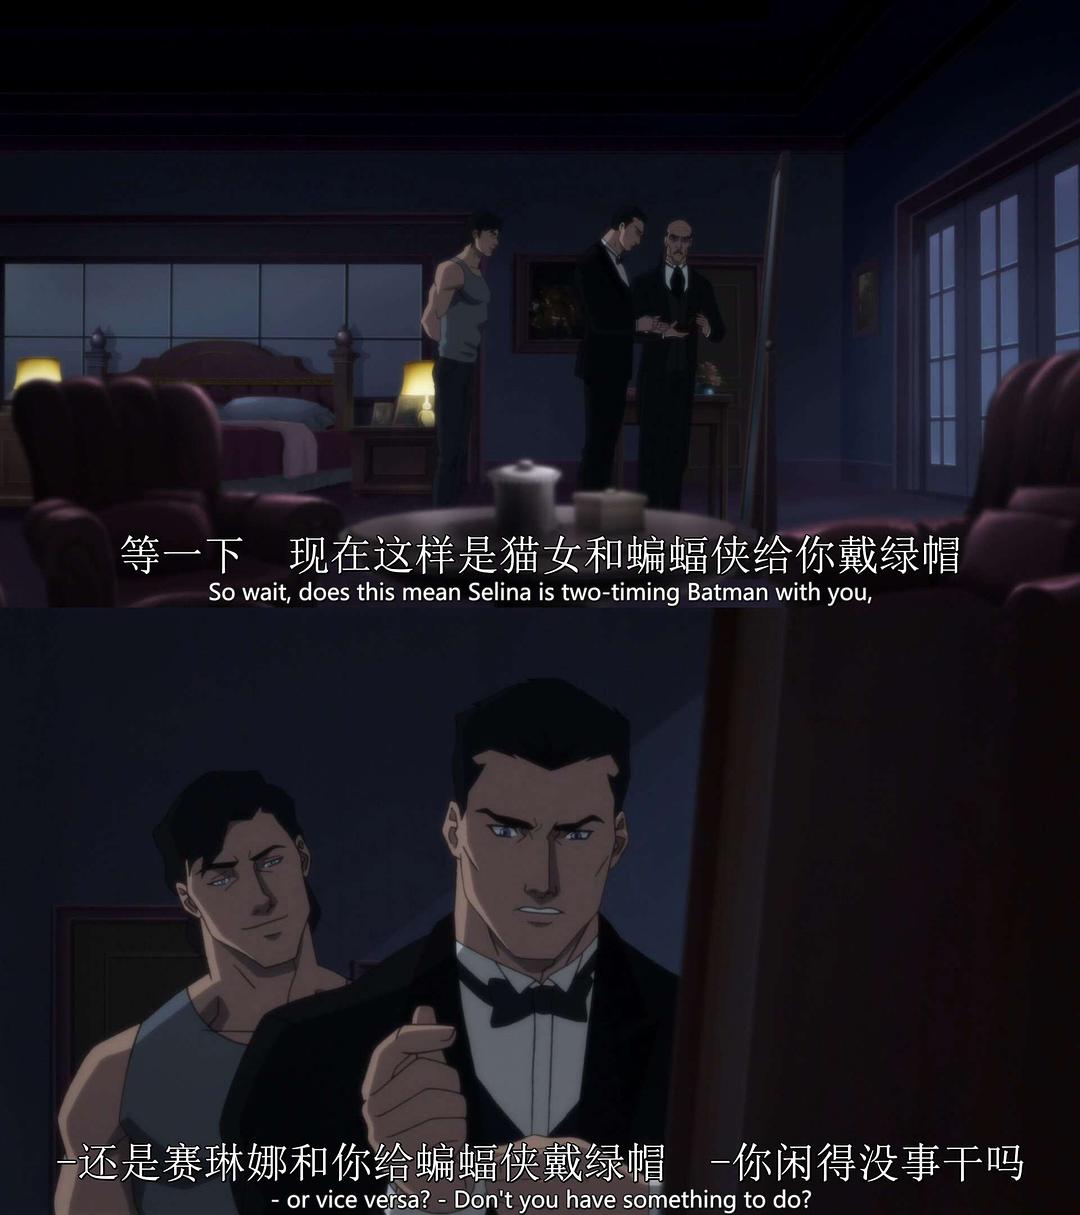 等一下　现在这样是猫女和蝙蝠侠给你戴绿帽
So wait, does this mean Selina is two-timing Batman with you,
-还是赛琳娜和你给蝙蝠侠戴绿帽　-你闲得没事干吗
- or vice versa? - Don't you have something to do?